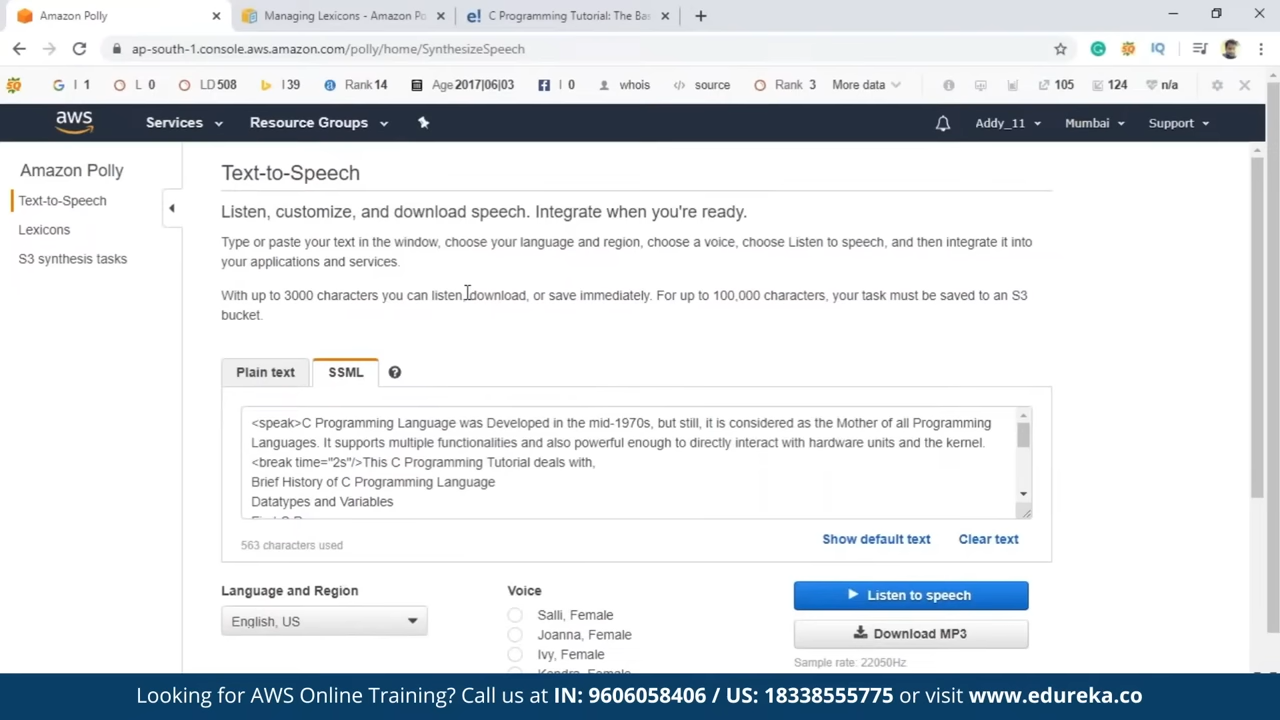 Amazon Polly
Managing Lexicons - Amazon Po
C Programming Tutorial: The Bas
ap-south-1.console.aws.amazon.com/polly/home/SynthesizeSpeech
I 1
L 0
LD 508
I 39
Rank 14
Age 2017/06/03
I 0
whois
source
Rank 3
More data
105
124
n/a
aws
Services
Resource Groups
Addy_11
Mumbai
Support
Amazon Polly
Text-to-Speech
Lexicons
S3 synthesis tasks
Text-to-Speech
Listen, customize, and download speech. Integrate when you're ready.
Type or paste your text in the window, choose your language and region, choose a voice, choose Listen to speech, and then integrate it into
your applications and services.
With up to 3000 characters you can listen, download, or save immediately. For up to 100,000 characters, your task must be saved to an S3
bucket.
Plain text
SSML
<speak>C Programming Language was Developed in the mid-1970s, but still, it is considered as the Mother of all Programming
Languages. It supports multiple functionalities and also powerful enough to directly interact with hardware units and the kernel.
<break time="2s"/>This C Programming Tutorial deals with,
Brief History of C Programming Language
Datatypes and Variables
563 characters used
Show default text
Clear text
Language and Region
English, US
Voice
Salli, Female
Joanna, Female
Ivy, Female
Listen to speech
Download MP3
Sample rate: 22050Hz
Looking for AWS Online Training? Call us at IN: 9606058406 / US: 18338555775 or visit www.edureka.co